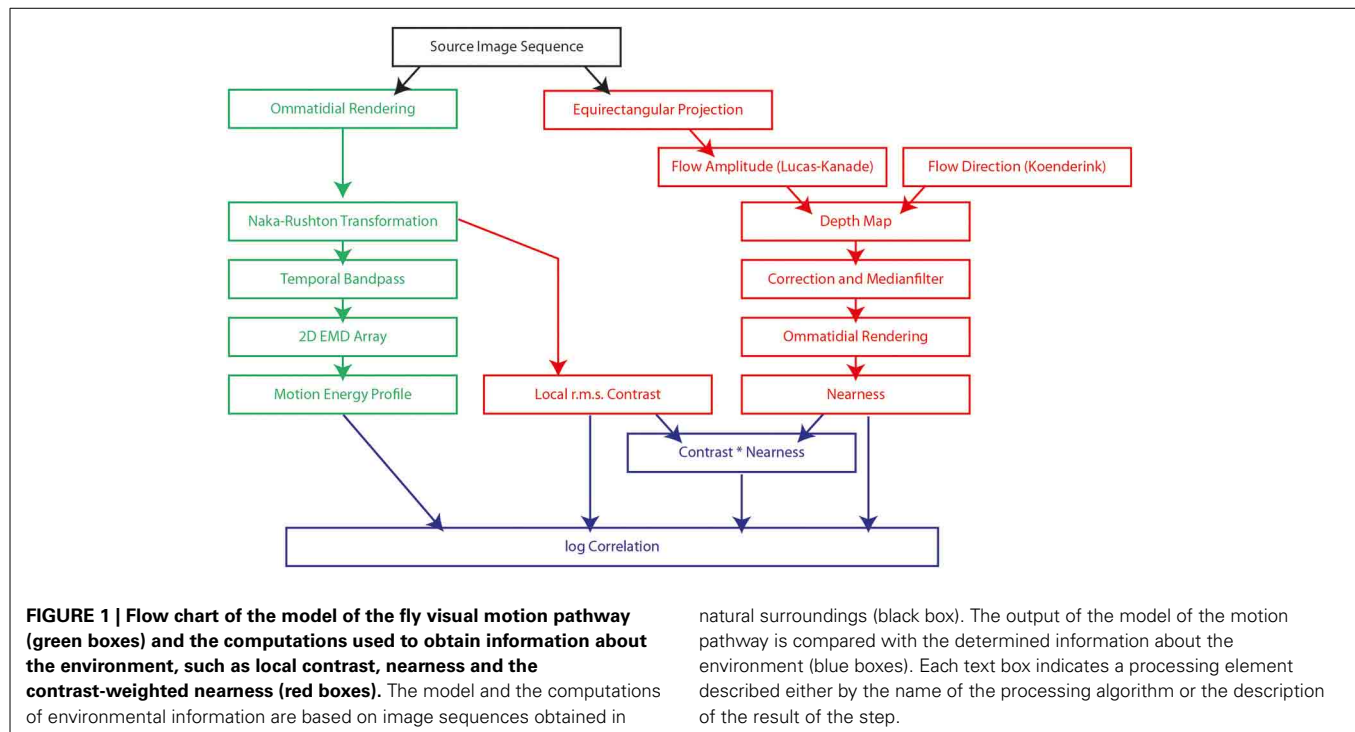 Source Image Sequence
Ommatidial Rendering
Equirectangular Projection
Flow Amplitude (Lucas-Kanade)
Flow Direction (Koenderink)
Naka-Rushton Transformation
Depth Map
Temporal Bandpass
Correction and Medianfilter
2D EMD Array
Ommatidial Rendering
Motion Energy Profile
Local r.m.s. Contrast
Nearness
Contrast * Nearness
log Correlation
FIGURE 1 | Flow chart of the model of the fly visual motion pathway
(green boxes) and the computations used to obtain information about
the environment, such as local contrast, nearness and the
contrast-weighted nearness (red boxes). The model and the computations
of environmental information are based on image sequences obtained in
natural surroundings (black box). The output of the model of the motion
pathway is compared with the determined information about the
environment (blue boxes). Each text box indicates a processing element
described either by the name of the processing algorithm or the description
of the result of the step.